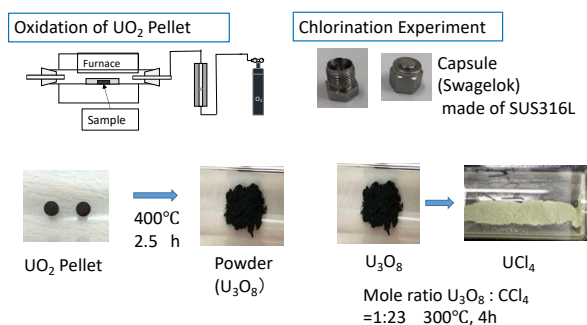 Oxidation of UO2 Pellet
Furnace
Sample
O2
400℃
2.5 h
UO2 Pellet
Powder
(U3O8)
Chlorination Experiment
Capsule
(Swagelok)
made of SUS316L
U3O8
UCl4
Mole ratio U3O8 : CCl4
=1:23 300℃, 4h